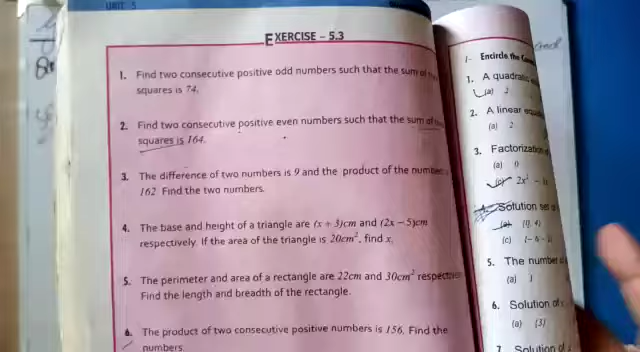 UNIT 5
EXERCISE – 5.3
1. Find two consecutive positive odd numbers such that the sum of
squares is 74.
2. Find two consecutive positive even numbers such that the sum of
squares is 164.
3. The difference of two numbers is 9 and the product of the
162. Find the two numbers.
4. The base and height of a triangle are (x + 3)cm and (2x – 5)cm
respectively. If the area of the triangle is 20cm², find x.
5. The perimeter and area of a rectangle are 22cm and 30cm²
Find the length and breadth of the rectangle.
6. The product of two consecutive positive numbers is 156. Find the
numbers.
1- Encircle the
1. A quadratic
(a)
2. A linear
(a) 2
3. Factorization
(a) 0
(c) 2x²
4. Solution set
(a)
(c)
5. The number
(a)
6. Solution of
(a) {3}
7. Solution of